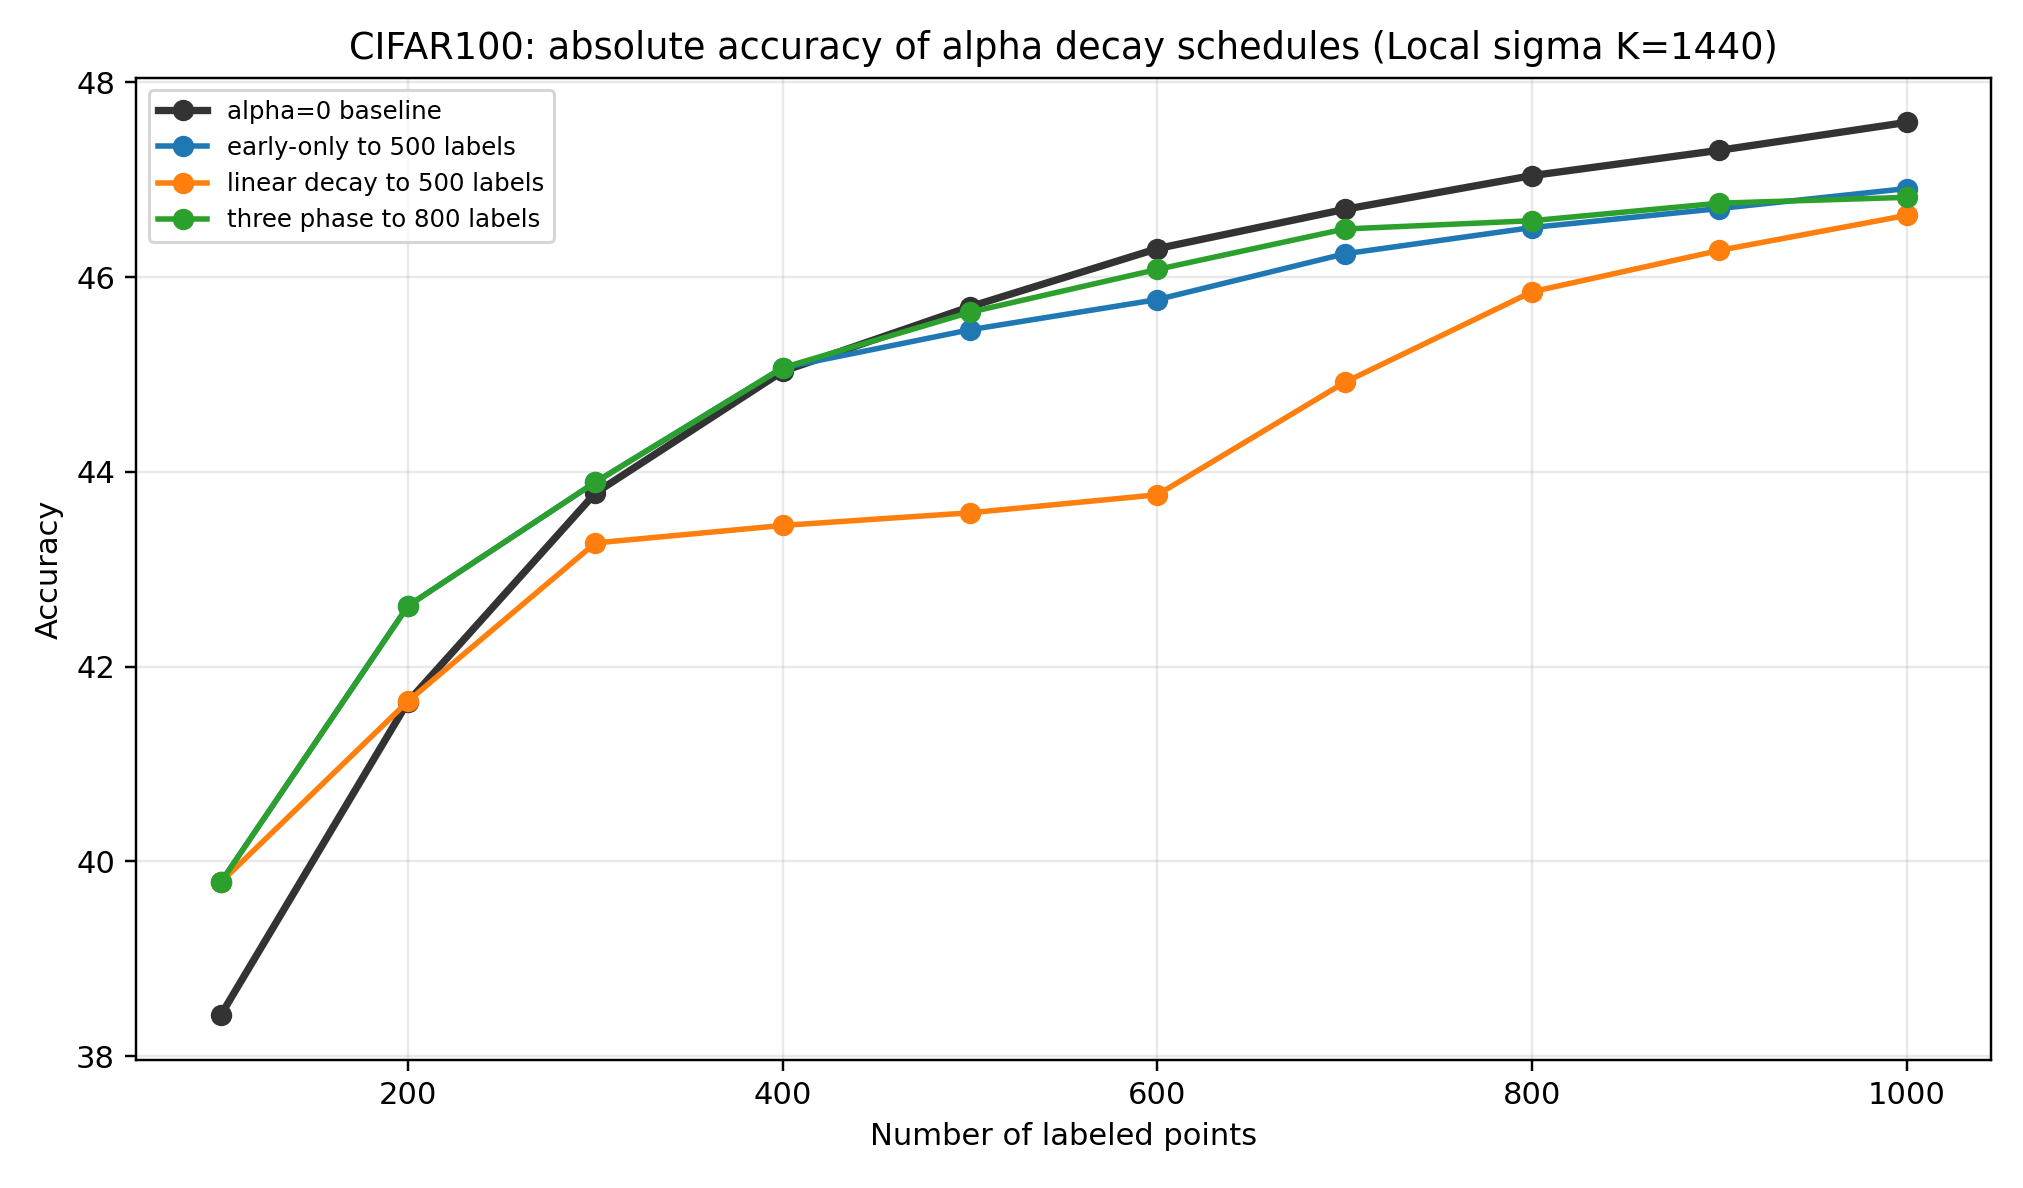 CIFAR100: absolute accuracy of alpha decay schedules (Local sigma K=1440)
alpha=0 baseline
early-only to 500 labels
linear decay to 500 labels
three phase to 800 labels
Accuracy
48
46
44
42
40
38
200
400
600
800
1000
Number of labeled points